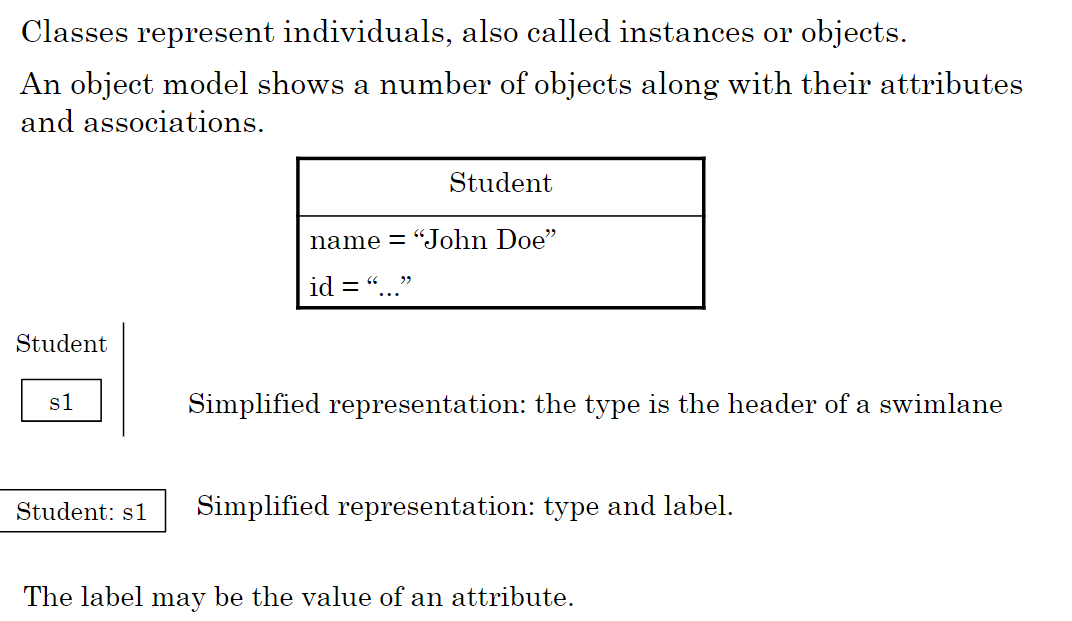 Classes represent individuals, also called instances or objects.
An object model shows a number of objects along with their attributes
and associations.
Student
name = “John Doe”
id = “...”
Student
s1
Simplified representation: the type is the header of a swimlane
Student: s1
Simplified representation: type and label.
The label may be the value of an attribute.